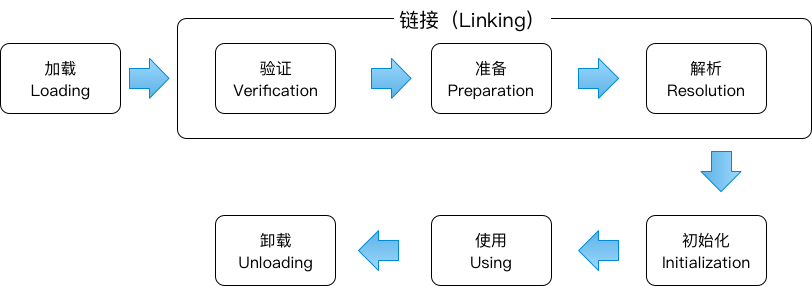 链接（Linking）
加载
Loading
验证
Verification
准备
Preparation
解析
Resolution
初始化
Initialization
使用
Using
卸载
Unloading